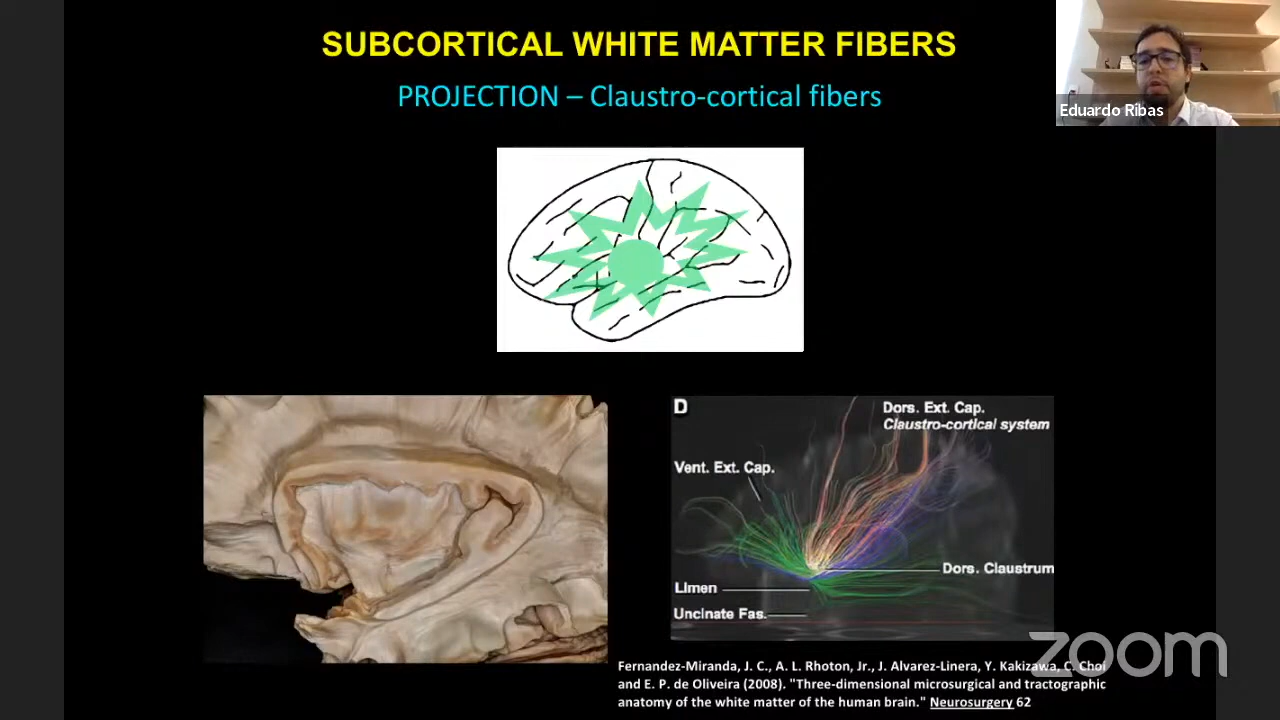 SUBCORTICAL WHITE MATTER FIBERS
PROJECTION – Claustro-cortical fibers
Eduardo Ribas
D
Dors. Ext. Cap.
Claustro-cortical system
Vent. Ext. Cap.
Dors. Claustrum
Limen
Uncinate Fas.
zoom
Fernandez-Miranda, J. C., A. L. Rhoton, Jr., J. Alvarez-Linera, Y. Kakizawa, C. Choi
and E. P. de Oliveira (2008). "Three-dimensional microsurgical and tractographic
anatomy of the white matter of the human brain." Neurosurgery 62